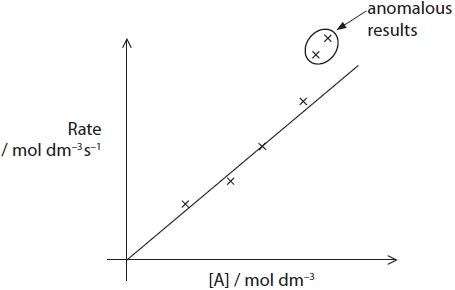 anomalous
results
Rate
/ mol dm⁻³s⁻¹
[A] / mol dm⁻³